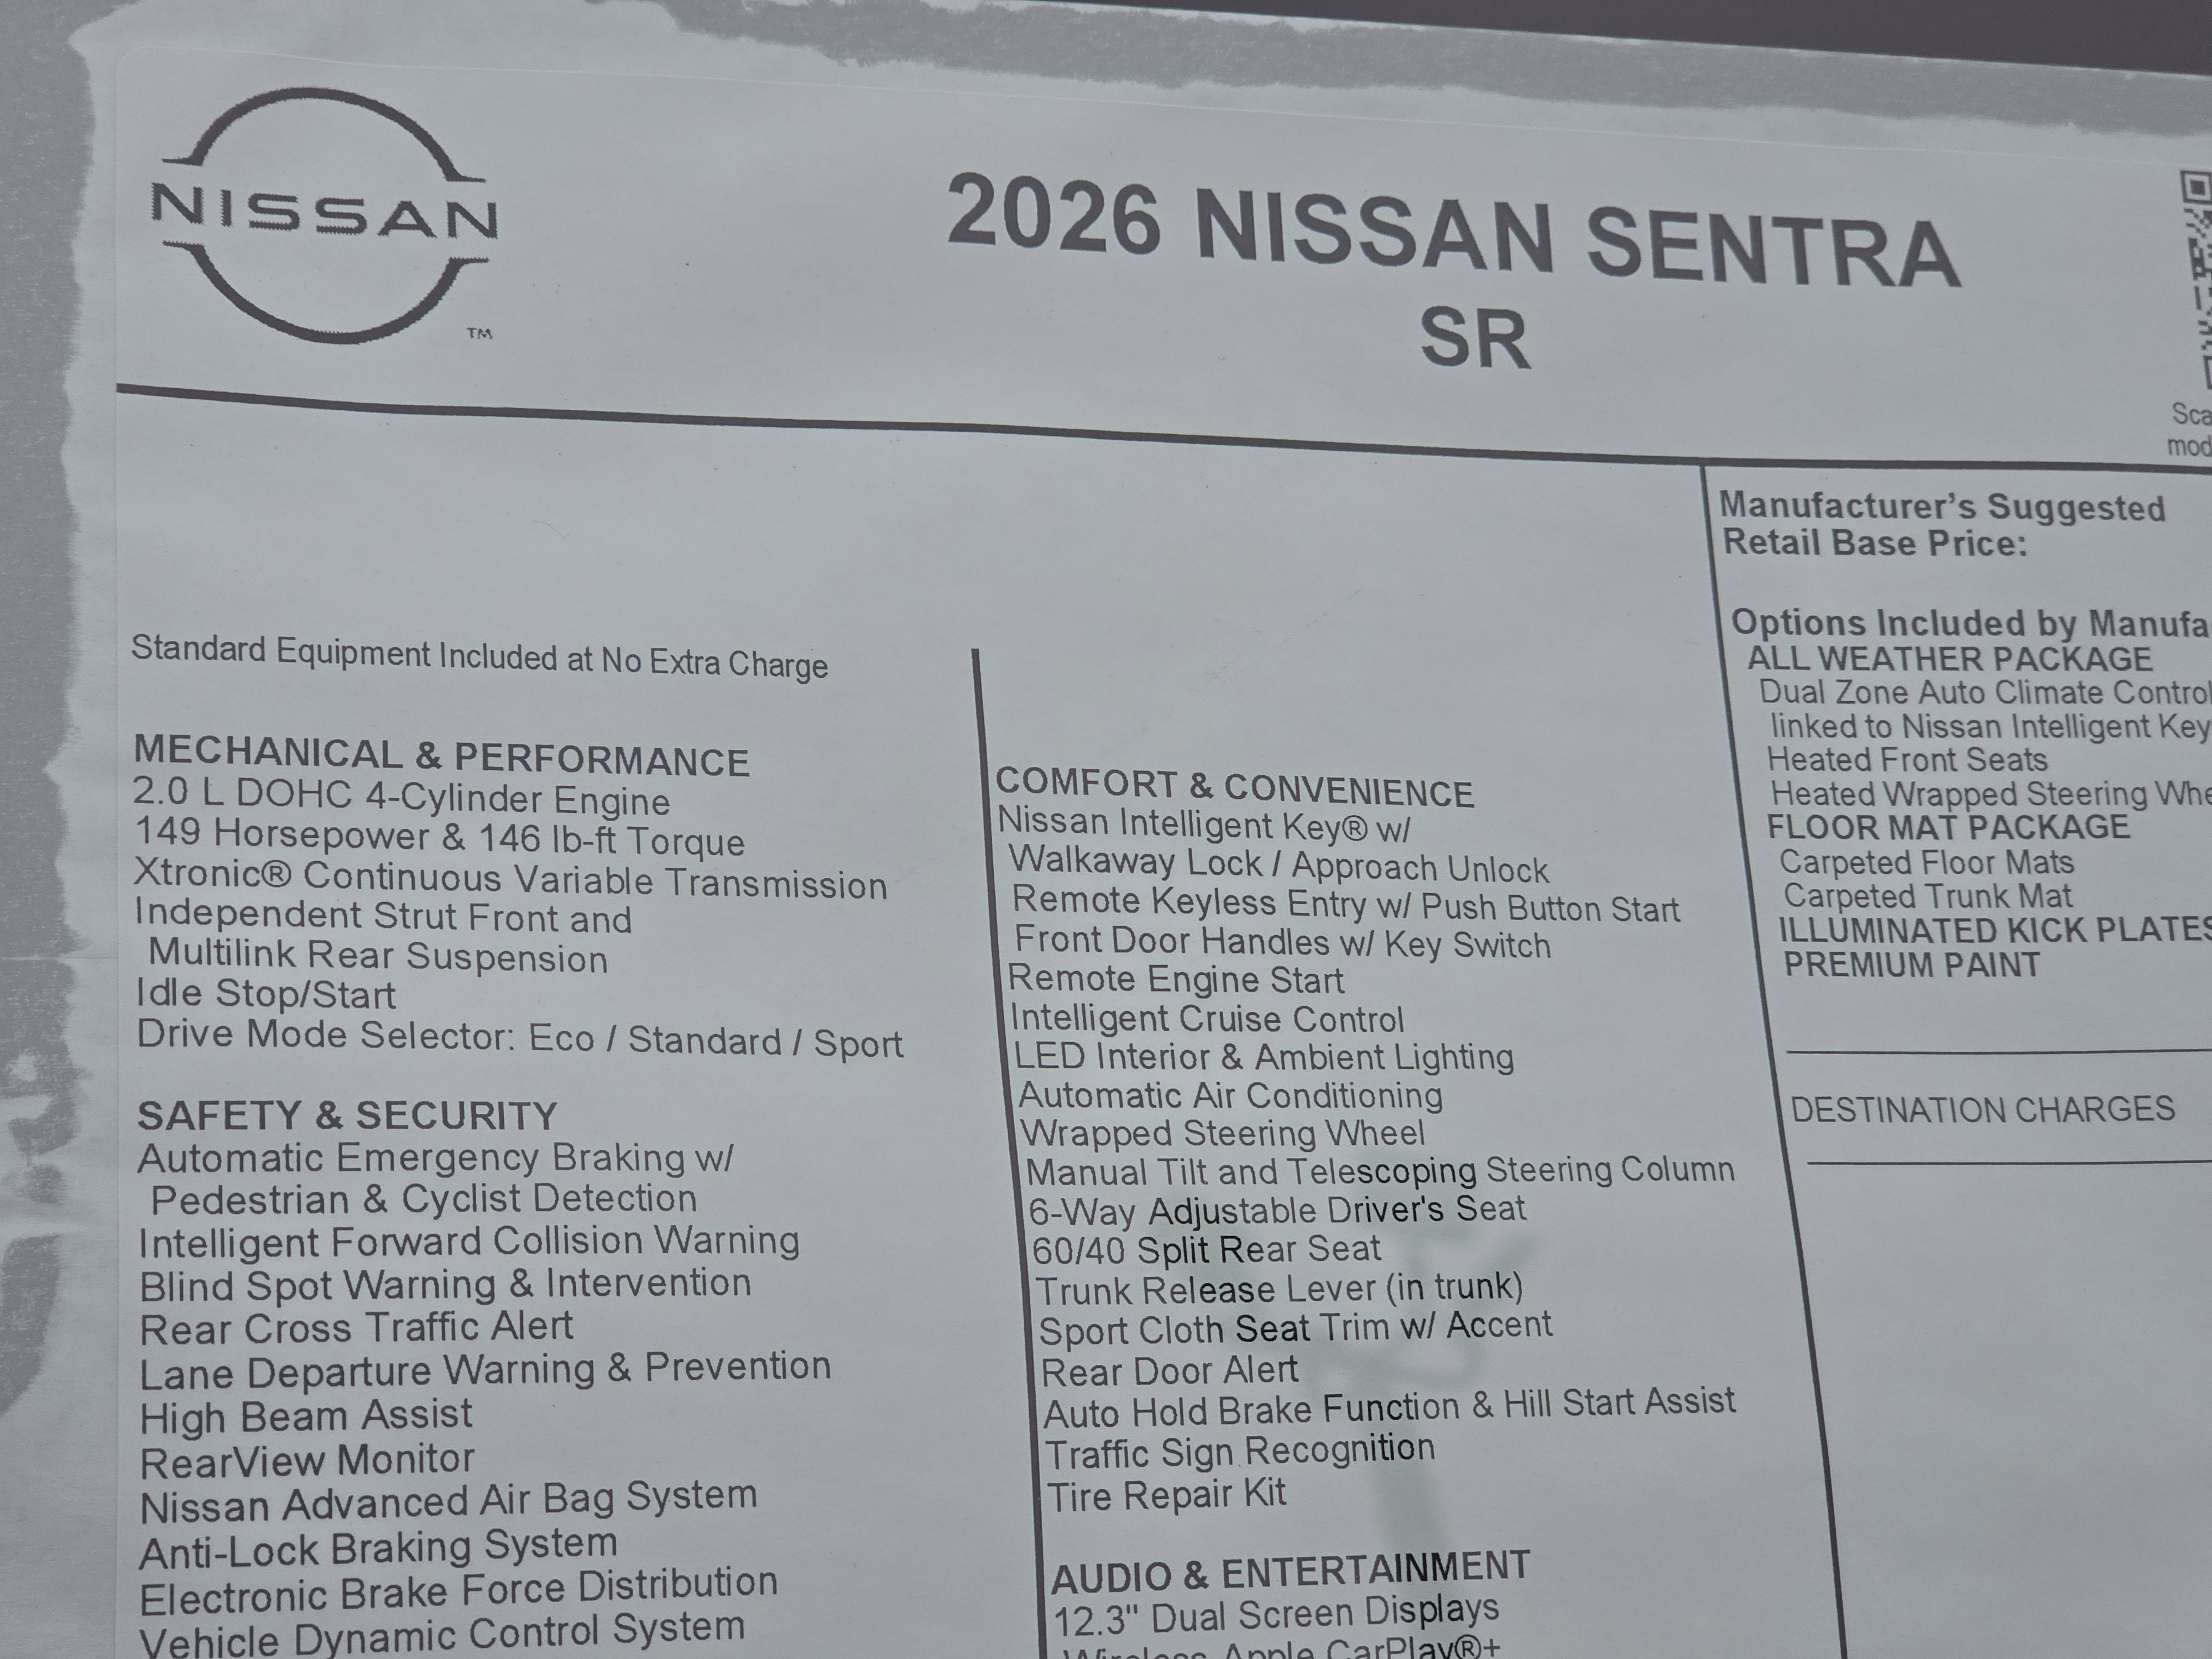 NISSAN
TM
2026 NISSAN SENTRA
SR
Standard Equipment Included at No Extra Charge
MECHANICAL & PERFORMANCE
2.0 L DOHC 4-Cylinder Engine
149 Horsepower & 146 lb-ft Torque
Xtronic® Continuous Variable Transmission
Independent Strut Front and
Multilink Rear Suspension
Idle Stop/Start
Drive Mode Selector: Eco / Standard / Sport
SAFETY & SECURITY
Automatic Emergency Braking w/
Pedestrian & Cyclist Detection
Intelligent Forward Collision Warning
Blind Spot Warning & Intervention
Rear Cross Traffic Alert
Lane Departure Warning & Prevention
High Beam Assist
RearView Monitor
Nissan Advanced Air Bag System
Anti-Lock Braking System
Electronic Brake Force Distribution
Vehicle Dynamic Control System
COMFORT & CONVENIENCE
Nissan Intelligent Key® w/
Walkaway Lock / Approach Unlock
Remote Keyless Entry w/ Push Button Start
Front Door Handles w/ Key Switch
Remote Engine Start
Intelligent Cruise Control
LED Interior & Ambient Lighting
Automatic Air Conditioning
Wrapped Steering Wheel
Manual Tilt and Telescoping Steering Column
6-Way Adjustable Driver's Seat
60/40 Split Rear Seat
Trunk Release Lever (in trunk)
Sport Cloth Seat Trim w/ Accent
Rear Door Alert
Auto Hold Brake Function & Hill Start Assist
Traffic Sign Recognition
Tire Repair Kit
AUDIO & ENTERTAINMENT
12.3" Dual Screen Displays
Wireless Apple CarPlay®+
Sca
mod
Manufacturer's Suggested
Retail Base Price:
Options Included by Manufa
ALL WEATHER PACKAGE
Dual Zone Auto Climate Control
linked to Nissan Intelligent Key
Heated Front Seats
Heated Wrapped Steering Whe
FLOOR MAT PACKAGE
Carpeted Floor Mats
Carpeted Trunk Mat
ILLUMINATED KICK PLATES
PREMIUM PAINT
DESTINATION CHARGES